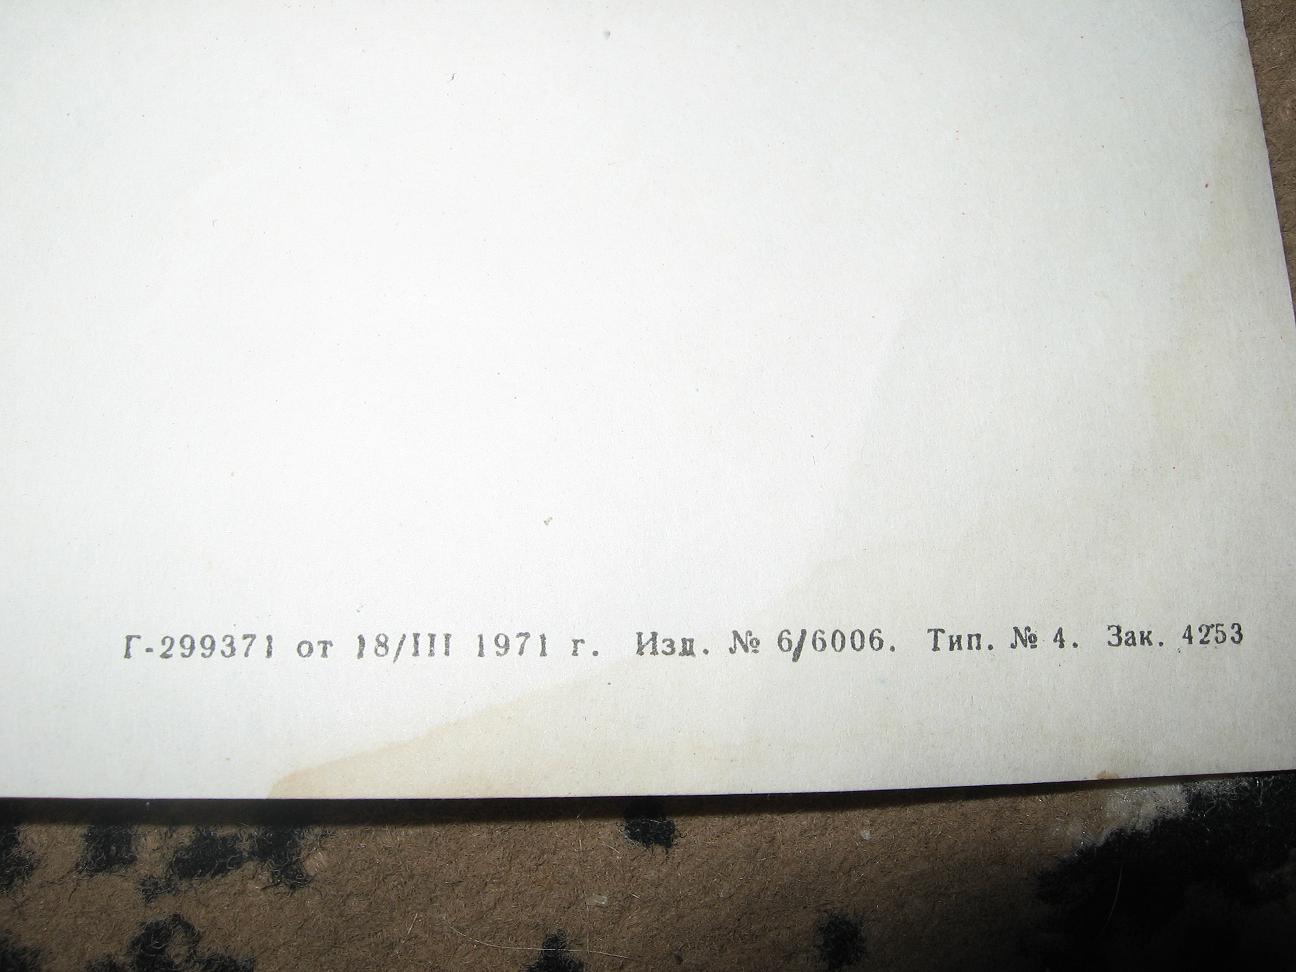 Г-299371 от 18/III 1971 г. Изд. № 6/6006. Тип. № 4. Зак. 4253